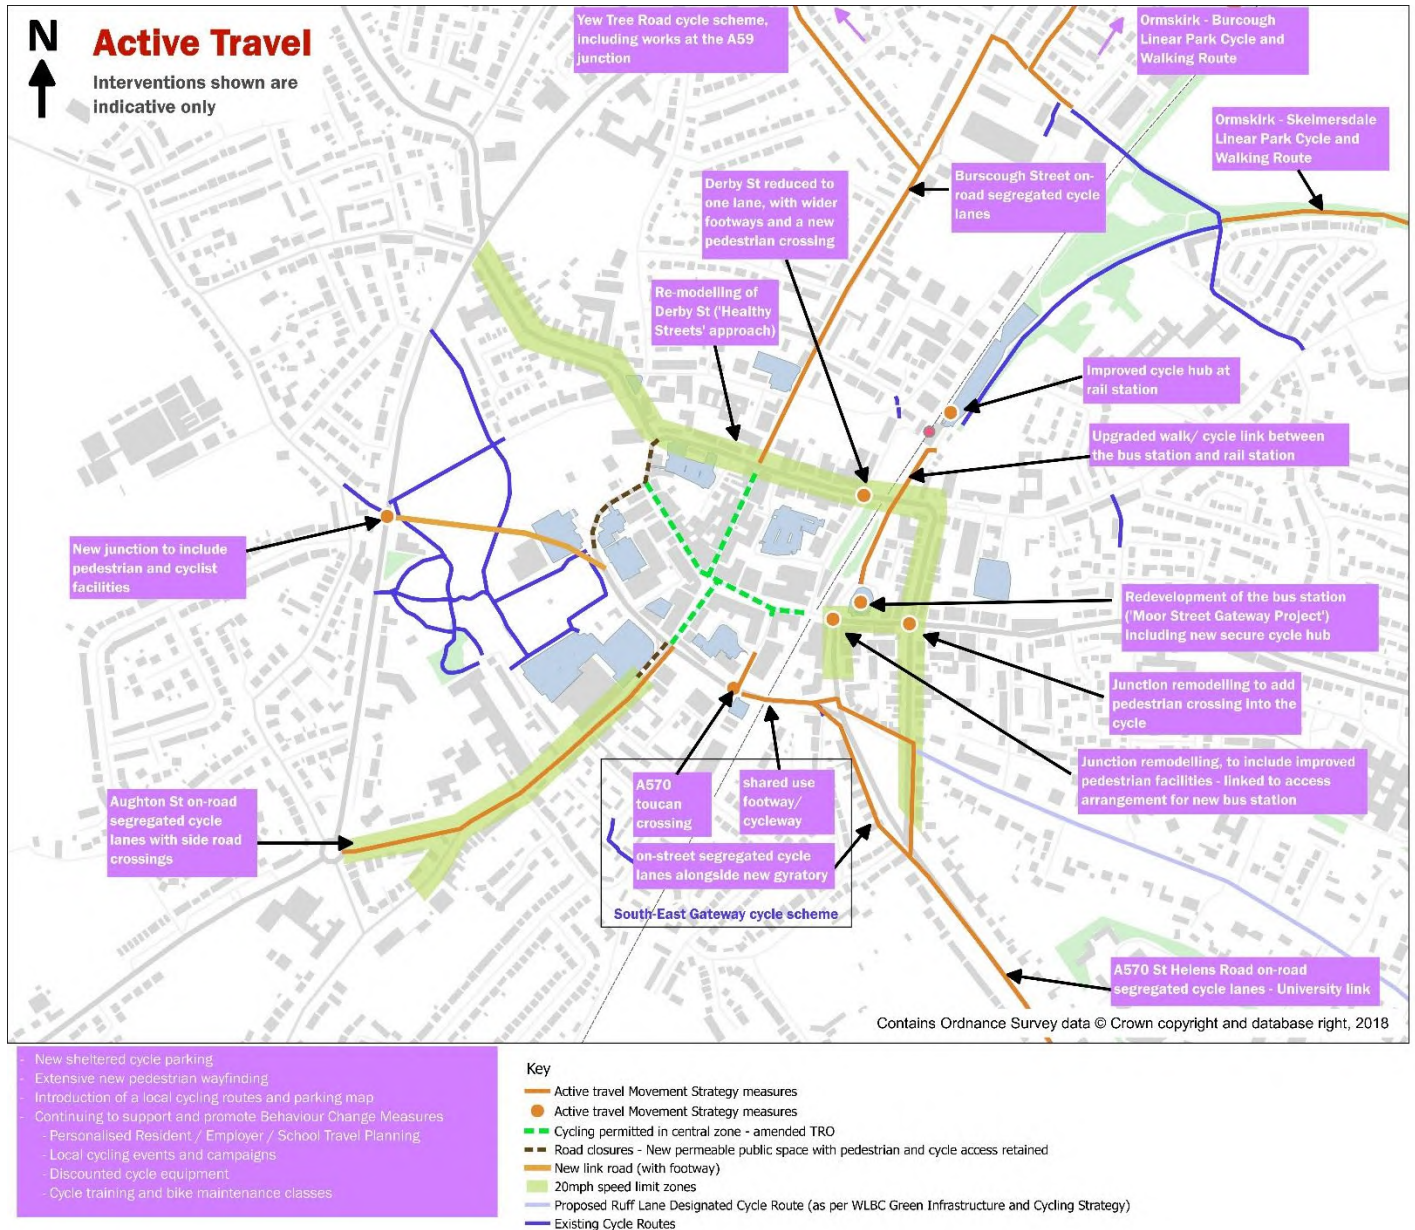 N
Active Travel
Interventions shown are
indicative only
Yew Tree Road cycle scheme,
including works at the A59
junction
Ormskirk - Burcough
Linear Park Cycle and
Walking Route
Ormskirk - Skelmersdale
Linear Park Cycle and
Walking Route
Derby St reduced to
one lane, with wider
footways and a new
pedestrian crossing
Burscough Street on-
road segregated cycle
lanes
Re-modelling of
Derby St ('Healthy
Streets' approach)
Improved cycle hub at
rail station
Upgraded walk/ cycle link between
the bus station and rail station
New junction to include
pedestrian and cyclist
facilities
Redevelopment of the bus station
('Moor Street Gateway Project')
Including new secure cycle hub
Junction remodelling to add
pedestrian crossing into the
cycle
Junction remodelling, to include improved
pedestrian facilities - linked to access
arrangement for new bus station
Aughton St on-road
segregated cycle
lanes with side road
crossings
A570
toucan
crossing
shared use
footway/
cycleway
on-street segregated cycle
lanes alongside new gyratory
South-East Gateway cycle scheme
A570 St Helens Road on-road
segregated cycle lanes - University link
Contains Ordnance Survey data © Crown copyright and database right, 2018
- New sheltered cycle parking
- Extensive new pedestrian wayfinding
- Introduction of a local cycling routes and parking map
- Continuing to support and promote Behaviour Change Measures
- Personalised Resident / Employer / School Travel Planning
- Local cycling events and campaigns
- Discounted cycle equipment
- Cycle training and bike maintenance classes
Key
Active travel Movement Strategy measures
Active travel Movement Strategy measures
Cycling permitted in central zone - amended TRO
Road closures - New permeable public space with pedestrian and cycle access retained
New link road (with footway)
20mph speed limit zones
Proposed Ruff Lane Designated Cycle Route (as per WLBC Green Infrastructure and Cycling Strategy)
Existing Cycle Routes